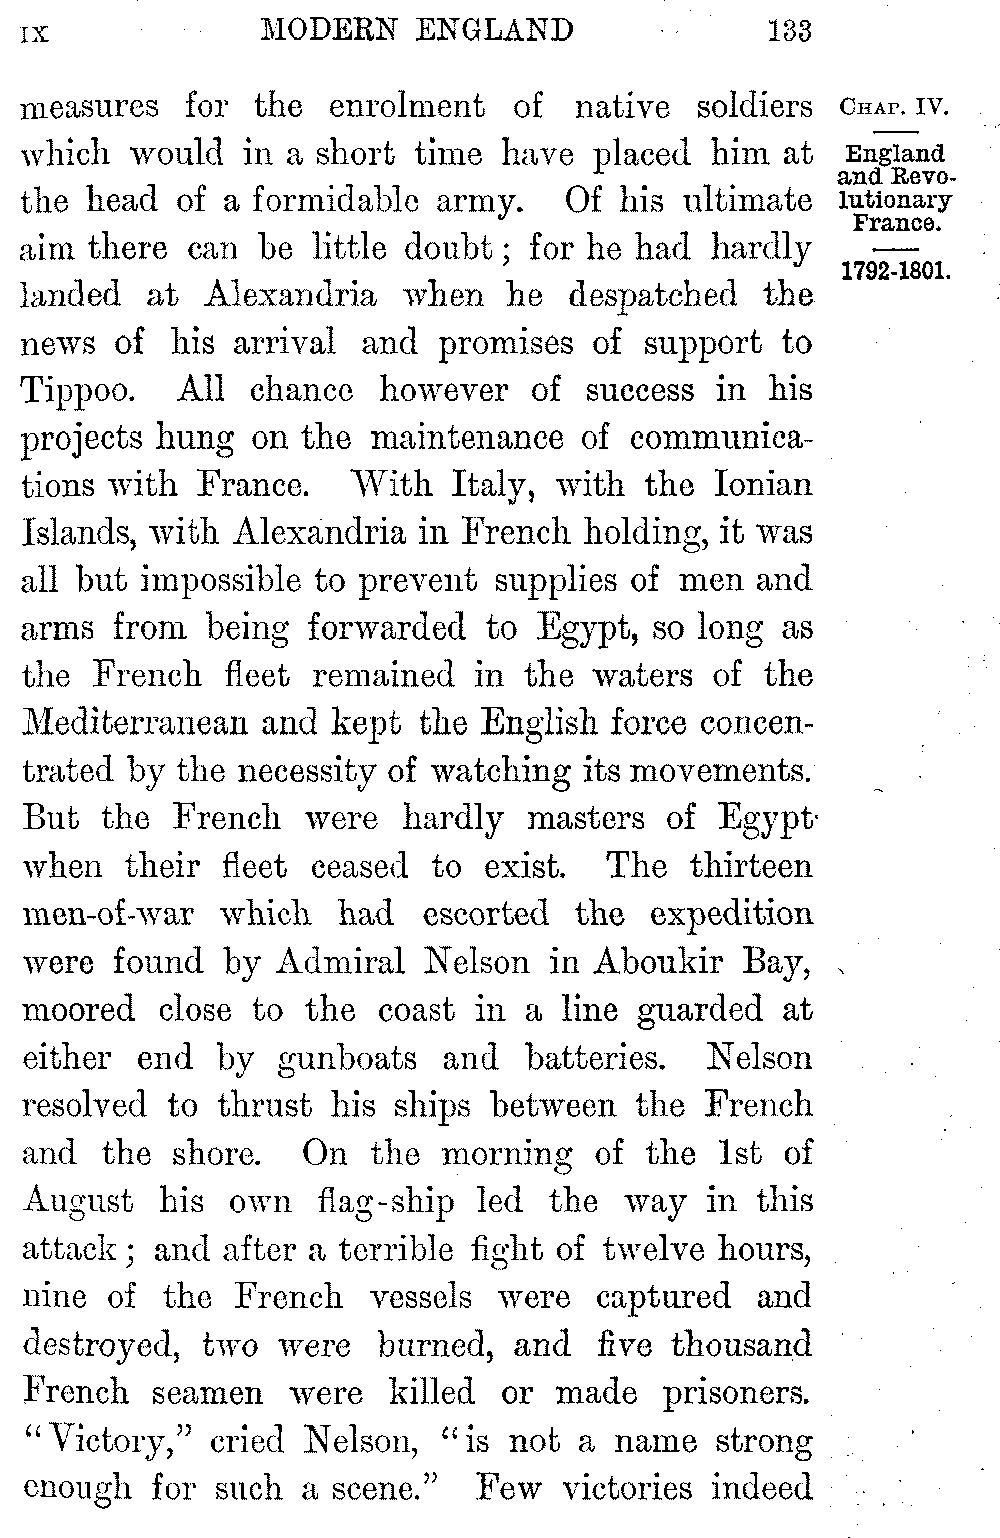 IX MODERN ENGLAND 133
measures for the enrolment of native soldiers
which would in a short time have placed him at
the head of a formidable army. Of his ultimate
aim there can be little doubt; for he had hardly
landed at Alexandria when he despatched the
news of his arrival and promises of support to
Tippoo. All chance however of success in his
projects hung on the maintenance of communica-
tions with France. With Italy, with the Ionian
Islands, with Alexandria in French holding, it was
all but impossible to prevent supplies of men and
arms from being forwarded to Egypt, so long as
the French fleet remained in the waters of the
Mediterranean and kept the English force concen-
trated by the necessity of watching its movements.
But the French were hardly masters of Egypt
when their fleet ceased to exist. The thirteen
men-of-war which had escorted the expedition
were found by Admiral Nelson in Aboukir Bay,
moored close to the coast in a line guarded at
either end by gunboats and batteries. Nelson
resolved to thrust his ships between the French
and the shore. On the morning of the 1st of
August his own flag-ship led the way in this
attack; and after a terrible fight of twelve hours,
nine of the French vessels were captured and
destroyed, two were burned, and five thousand
French seamen were killed or made prisoners.
"Victory," cried Nelson, "is not a name strong
enough for such a scene." Few victories indeed
CHAP. IV.
England
and Revo-
lutionary
France.
1792-1801.